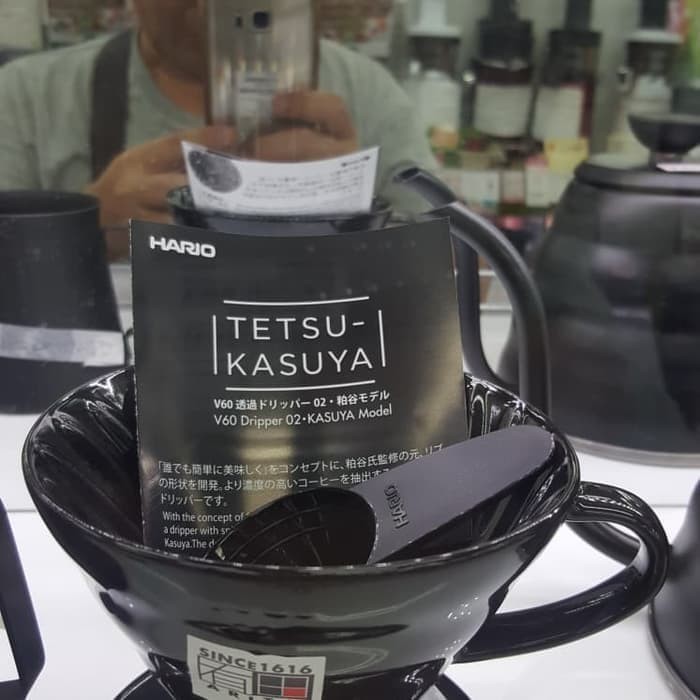 HARIO
TETSU-
KASUYA
V60 透過ドリッパー 02・粕谷モデル
V60 Dripper 02・KASUYA Model
「誰でも簡単に美味しく」をコンセプトに、粕谷氏監修の元、リブ
の形状を開発。より濃度の高いコーヒーを抽出する
ドリッパーです。
With the concept of
a dripper with
Kasuya.The
HARIO
SINCE1616
有田
ARI